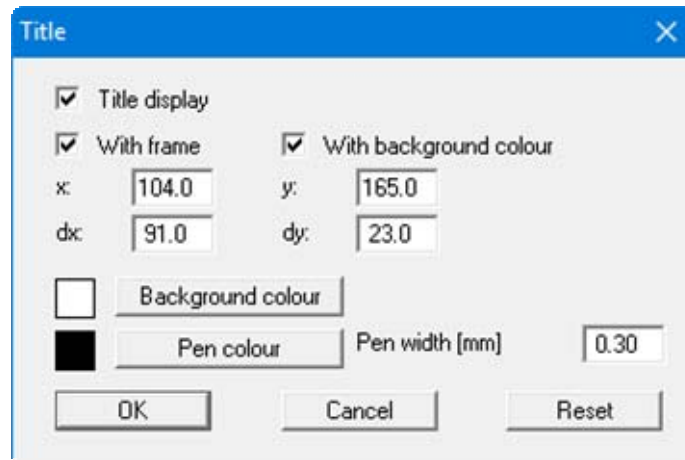 Title
Title display
With frame With background colour
x: 104.0 y: 165.0
dx: 91.0 dy: 23.0
Background colour
Pen colour Pen width [mm] 0.30
OK Cancel Reset